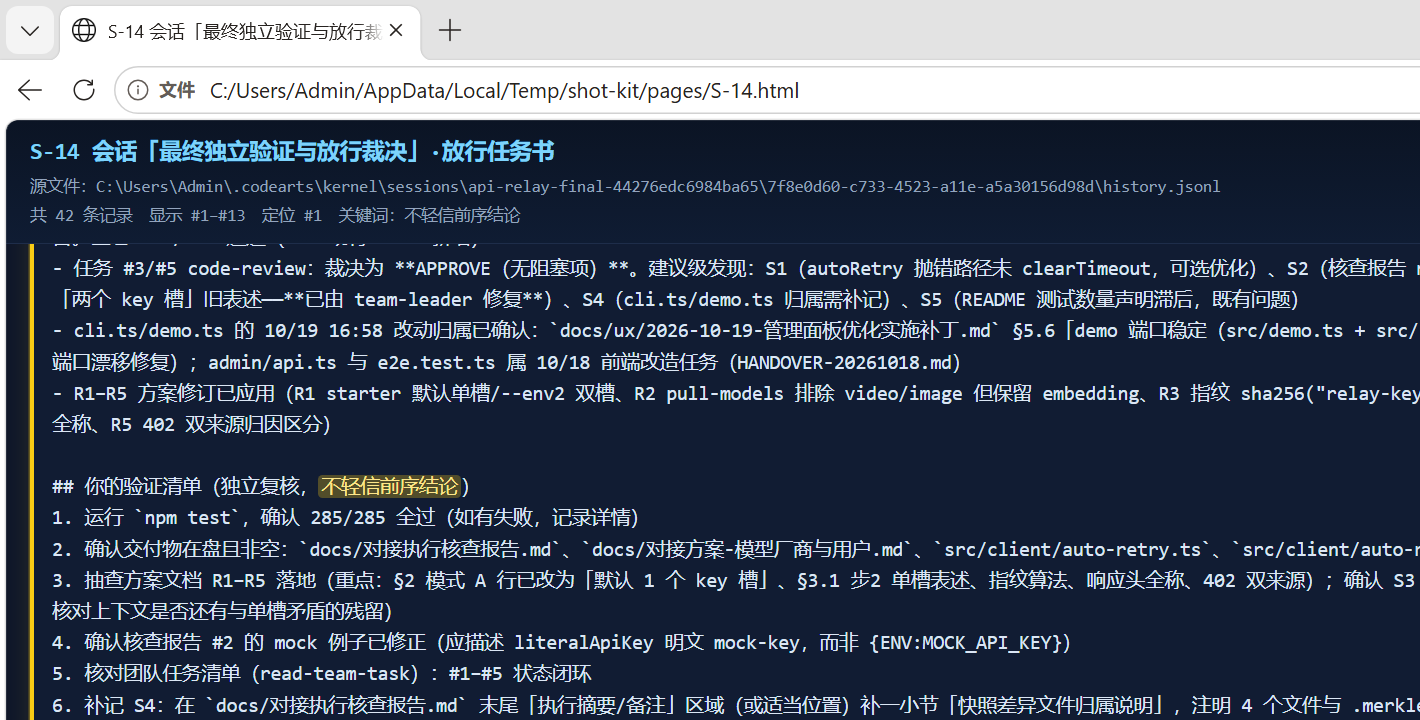 S-14 会话「最终独立验证与放行裁
文件 C:/Users/Admin/AppData/Local/Temp/shot-kit/pages/S-14.html
S-14 会话「最终独立验证与放行裁决」·放行任务书
源文件: C:\Users\Admin\.codearts\kernel\sessions\api-relay-final-44276edc6984ba65\7f8e0d60-c733-4523-a11e-a5a30156d98d\history.jsonl
共 42 条记录 显示 #1–#13 定位 #1 关键词: 不轻信前序结论
- 任务 #3/#5 code-review: 裁决为 **APPROVE (无阻塞项) **。建议级发现: S1 (autoRetry 抛错路径未 clearTimeout, 可选优化) 、S2 (核查报告
「两个 key 槽」旧表述——**已由 team-leader 修复**) 、S4 (cli.ts/demo.ts 归属需补记) 、S5 (README 测试数量声明滞后, 既有问题)
- cli.ts/demo.ts 的 10/19 16:58 改动归属已确认: `docs/ux/2026-10-19-管理面板优化实施补丁.md` §5.6「demo 端口稳定 (src/demo.ts + src/
端口漂移修复) ; admin/api.ts 与 e2e.test.ts 属 10/18 前端改造任务 (HANDOVER-20261018.md)
- R1–R5 方案修订已应用 (R1 starter 默认单槽/--env2 双槽、R2 pull-models 排除 video/image 但保留 embedding、R3 指纹 sha256("relay-key
全称、R5 402 双来源归因区分)
## 你的验证清单 (独立复核, 不轻信前序结论)
1. 运行 `npm test`, 确认 285/285 全过 (如有失败, 记录详情)
2. 确认交付物在盘且非空: `docs/对接执行核查报告.md`、`docs/对接方案-模型厂商与用户.md`、`src/client/auto-retry.ts`、`src/client/auto-r
3. 抽查方案文档 R1–R5 落地 (重点: §2 模式 A 行已改为「默认 1 个 key 槽」、§3.1 步2 单槽表述、指纹算法、响应头全称、402 双来源) ; 确认 S3
核对上下文是否还有与单槽矛盾的残留)
4. 确认核查报告 #2 的 mock 例子已修正 (应描述 literalApiKey 明文 mock-key, 而非 {ENV:MOCK_API_KEY})
5. 核对团队任务清单 (read-team-task) : #1–#5 状态闭环
6. 补记 S4: 在 `docs/对接执行核查报告.md` 末尾「执行摘要/备注」区域 (或适当位置) 补一小节「快照差异文件归属说明」, 注明 4 个文件与 .merkle